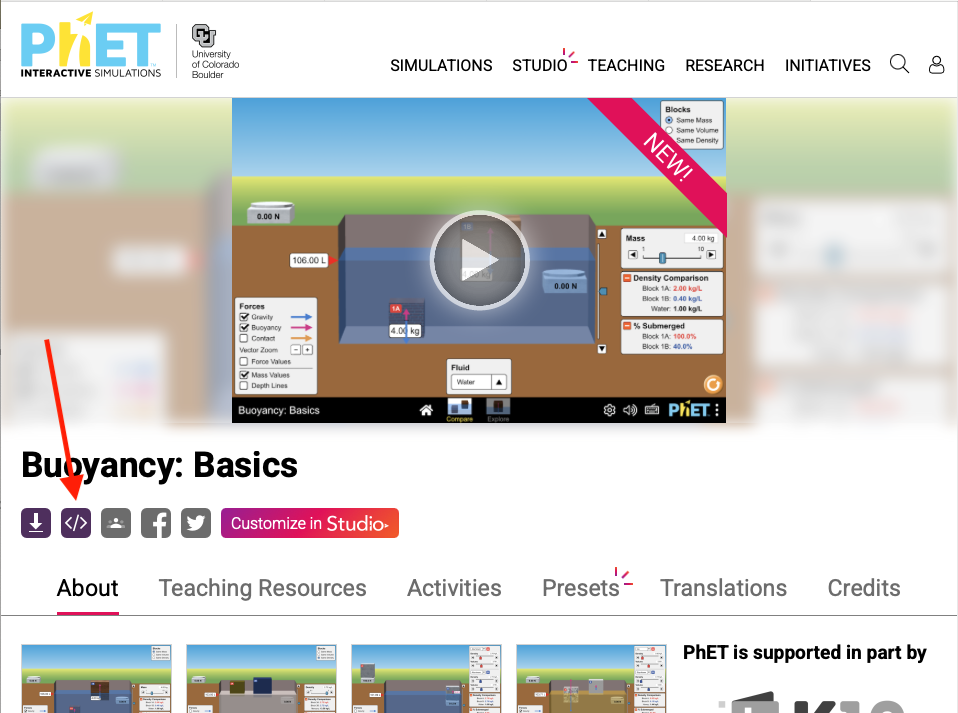 PhET
INTERACTIVE SIMULATIONS
University
of Colorado
Boulder
SIMULATIONS STUDIO TEACHING RESEARCH INITIATIVES
NEW!
Blocks
Same Mass
Same Volume
Same Density
0.00 N
106.00 L
1B
1A
4.00 kg
0.00 N
Mass 4.00 kg
1 10
Density Comparison
Block 1A: 2.00 kg/L
Block 1B: 0.40 kg/L
Water: 1.00 kg/L
% Submerged
Block 1A: 100.0%
Block 1B: 40.0%
Forces
Gravity
Buoyancy
Contact
Vector Zoom
Force Values
Mass Values
Depth Lines
Fluid
Water
Buoyancy: Basics
Compare
Explore
PhET
Buoyancy: Basics
Customize in Studio
About Teaching Resources Activities Presets Translations Credits
PhET is supported in part by